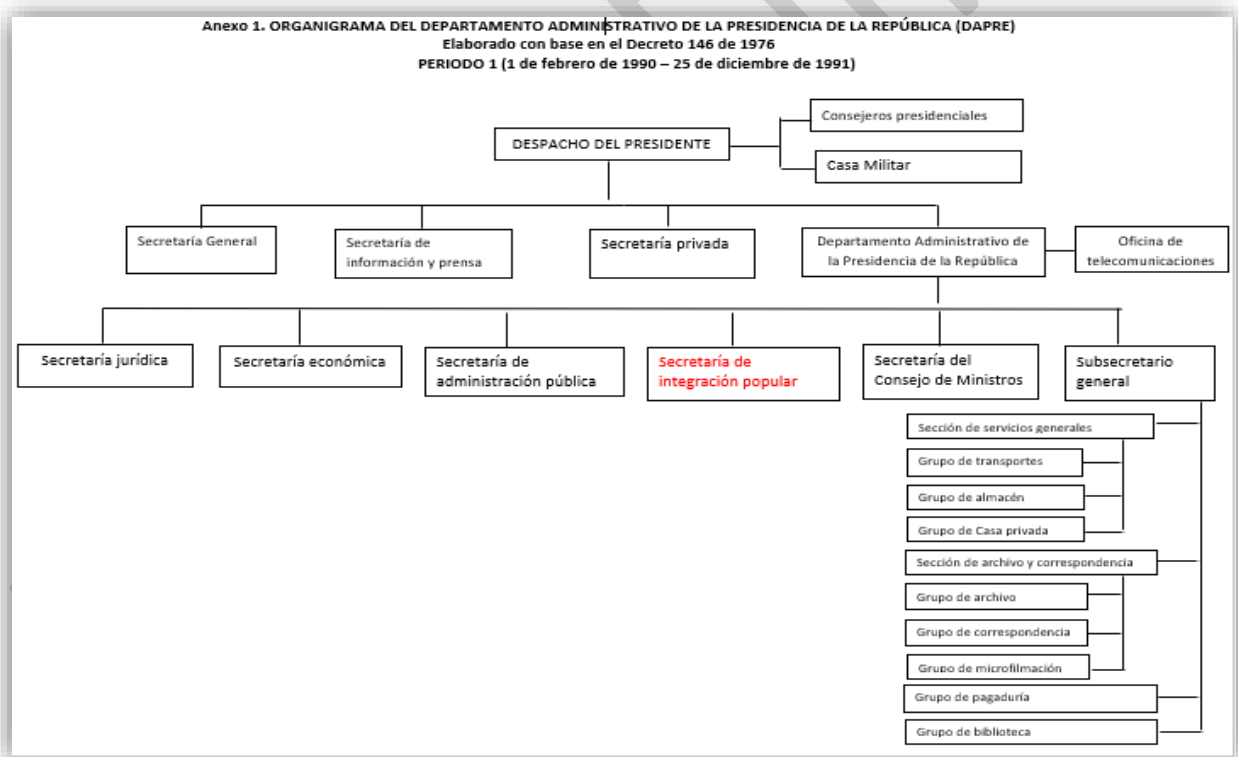 Anexo 1. ORGANIGRAMA DEL DEPARTAMENTO ADMINISTRATIVO DE LA PRESIDENCIA DE LA REPÚBLICA (DAPRE)
Elaborado con base en el Decreto 146 de 1976
PERIODO 1 (1 de febrero de 1990 – 25 de diciembre de 1991)
Consejeros presidenciales
DESPACHO DEL PRESIDENTE
Casa Militar
Secretaría General
Secretaría de
información y prensa
Secretaría privada
Departamento Administrativo de
la Presidencia de la República
Oficina de
telecomunicaciones
Secretaría jurídica
Secretaría económica
Secretaría de
administración pública
Secretaría de
integración popular
Secretaría del
Consejo de Ministros
Subsecretario
general
Sección de servicios generales
Grupo de transportes
Grupo de almacén
Grupo de Casa privada
Sección de archivo y correspondencia
Grupo de archivo
Grupo de correspondencia
Grupo de microfilmación
Grupo de pagaduría
Grupo de biblioteca